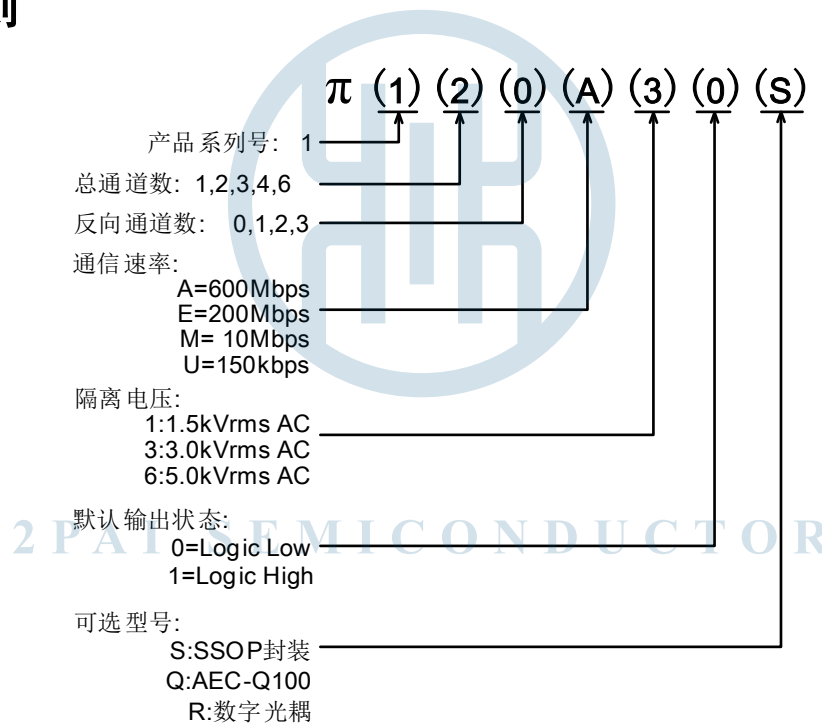 π (1) (2) (0) (A) (3) (0) (S)
产品系列号: 1
总通道数: 1,2,3,4,6
反向通道数: 0,1,2,3
通信速率:
A=600Mbps
E=200Mbps
M= 10Mbps
U=150kbps
隔离电压:
1:1.5kVrms AC
3:3.0kVrms AC
6:5.0kVrms AC
默认输出状态:
2PAI SEMICONDUCTOR
0=Logic Low
1=Logic High
可选型号:
S:SSOP封装
Q:AEC-Q100
R:数字光耦